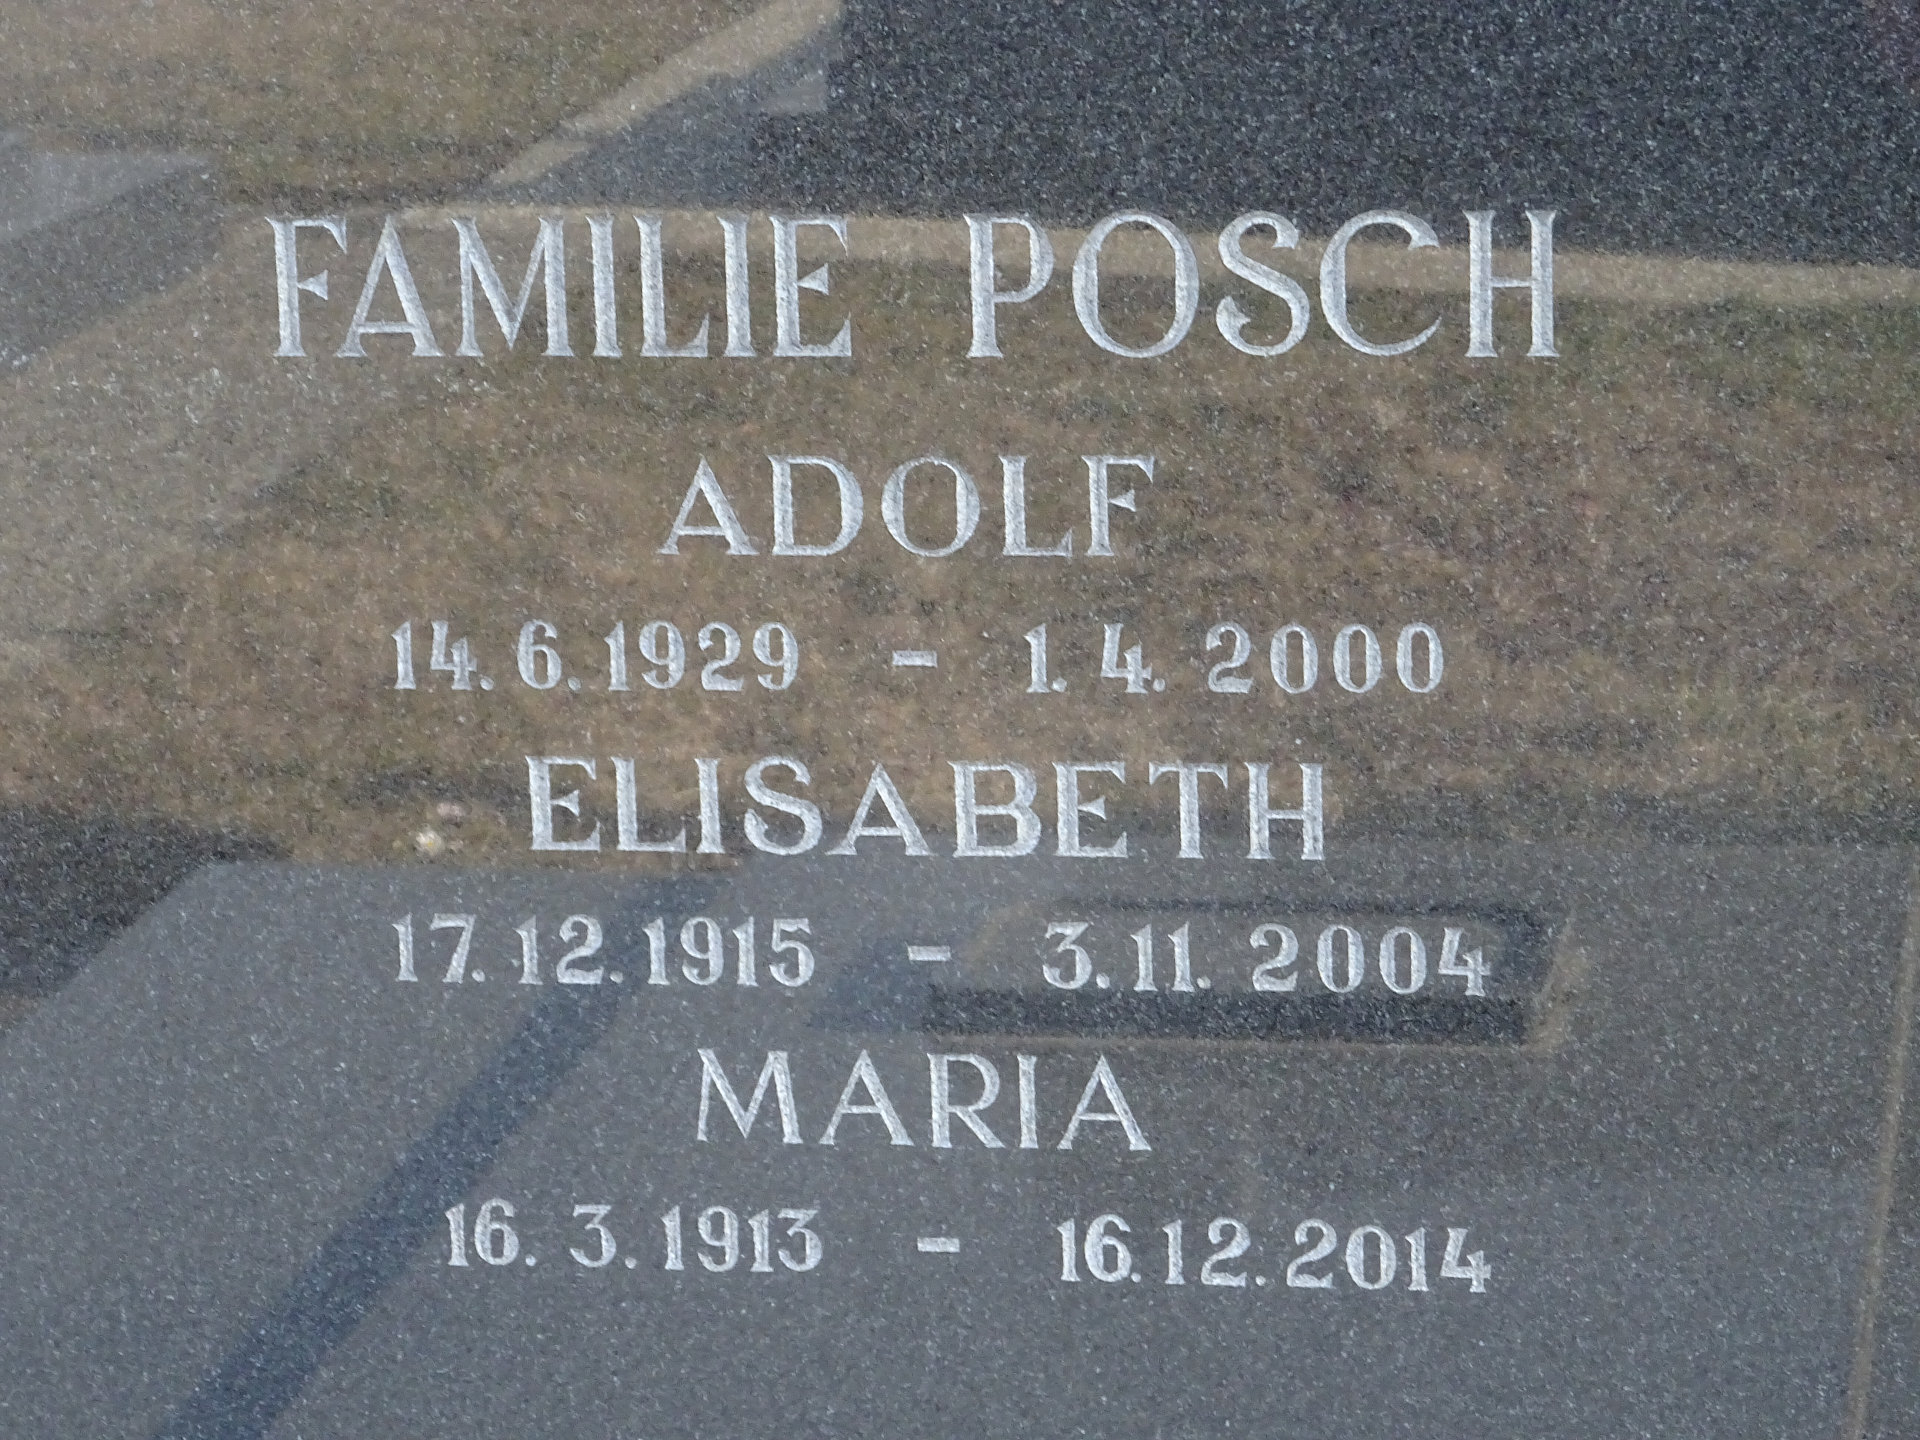 FAMILIE POSCH
ADOLF
14. 6. 1929 - 1. 4. 2000
ELISABETH
17. 12. 1915 - 3. 11. 2004
MARIA
16. 3. 1913 - 16. 12. 2014